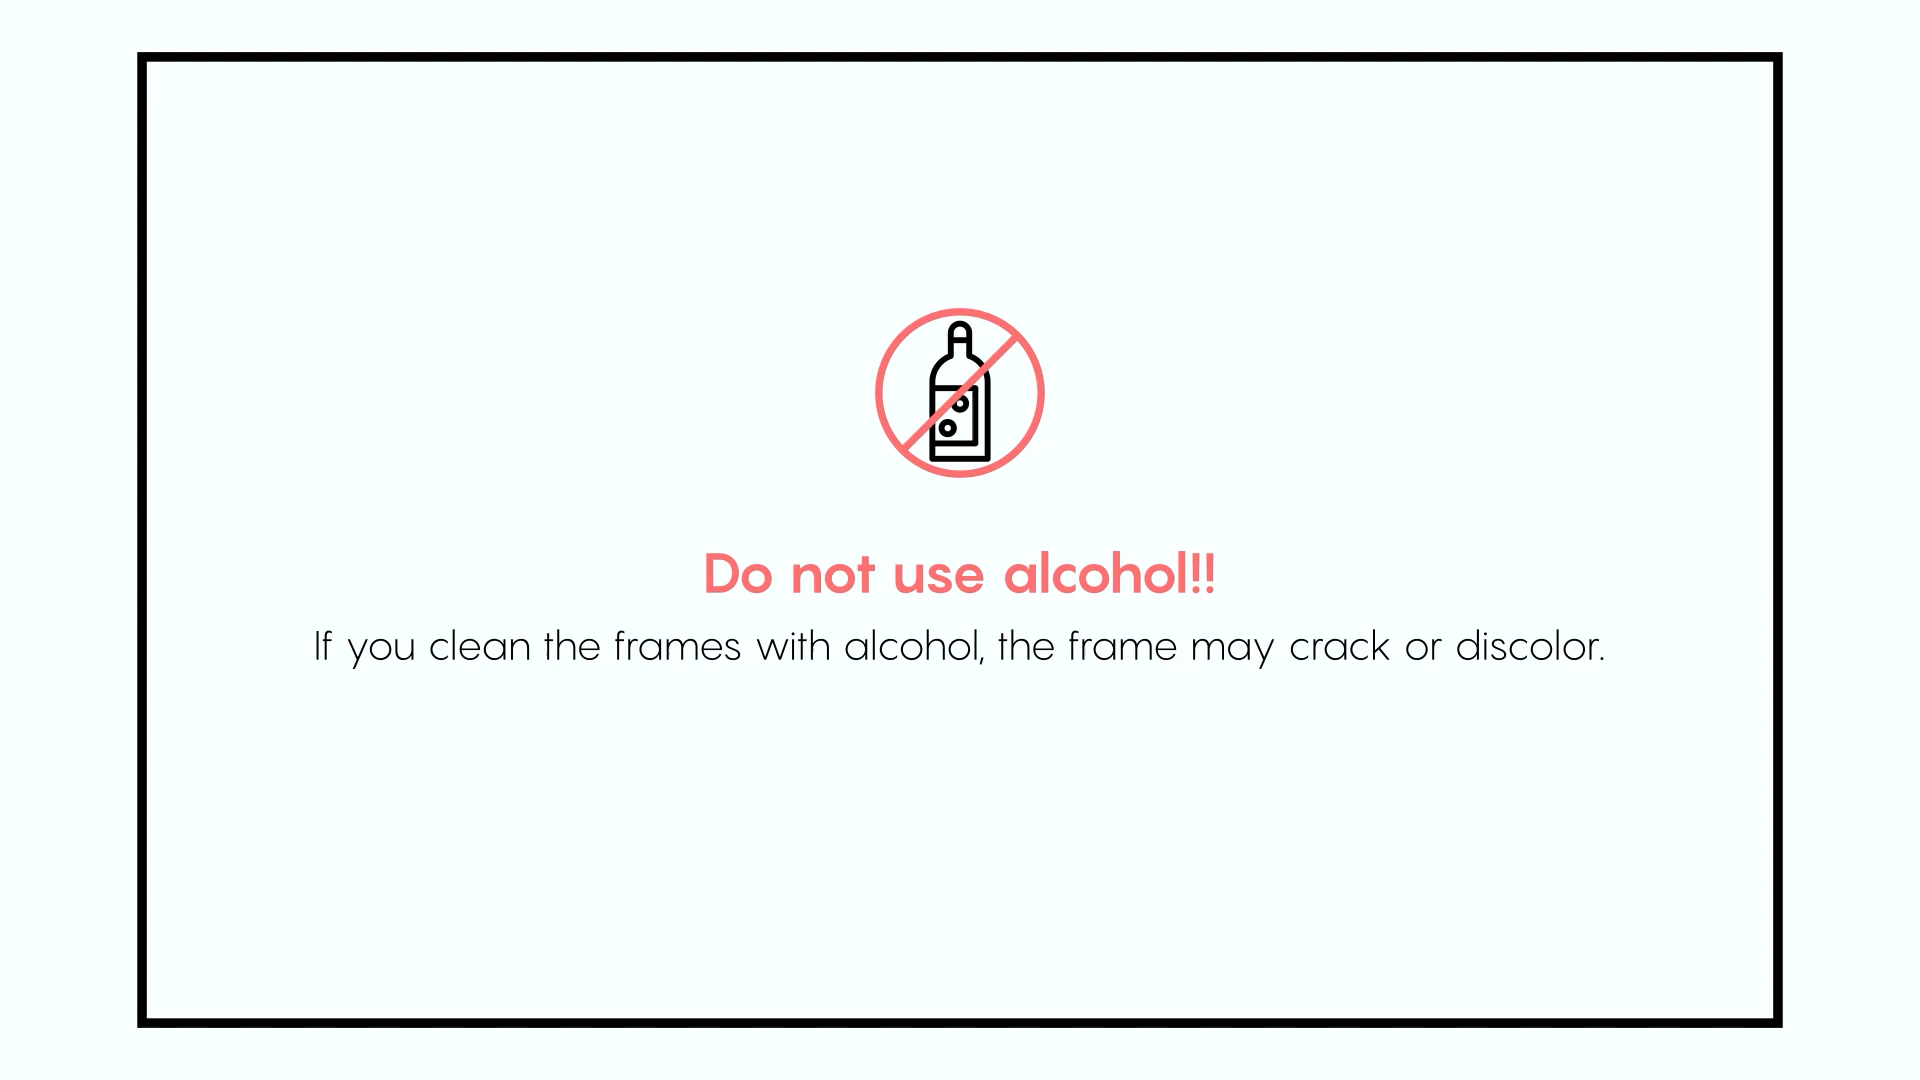 Do not use alcohol!!
If you clean the frames with alcohol, the frame may crack or discolor.